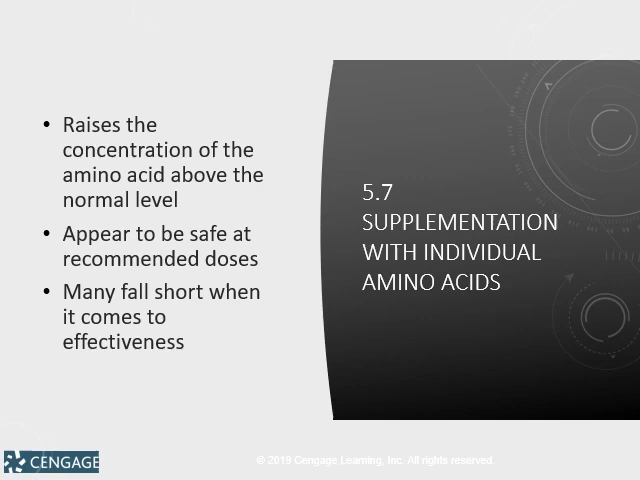 • Raises the
concentration of the
amino acid above the
normal level
• Appear to be safe at
recommended doses
• Many fall short when
it comes to
effectiveness
5.7
SUPPLEMENTATION
WITH INDIVIDUAL
AMINO ACIDS
CENGAGE
© 2019 Cengage Learning, Inc. All rights reserved.